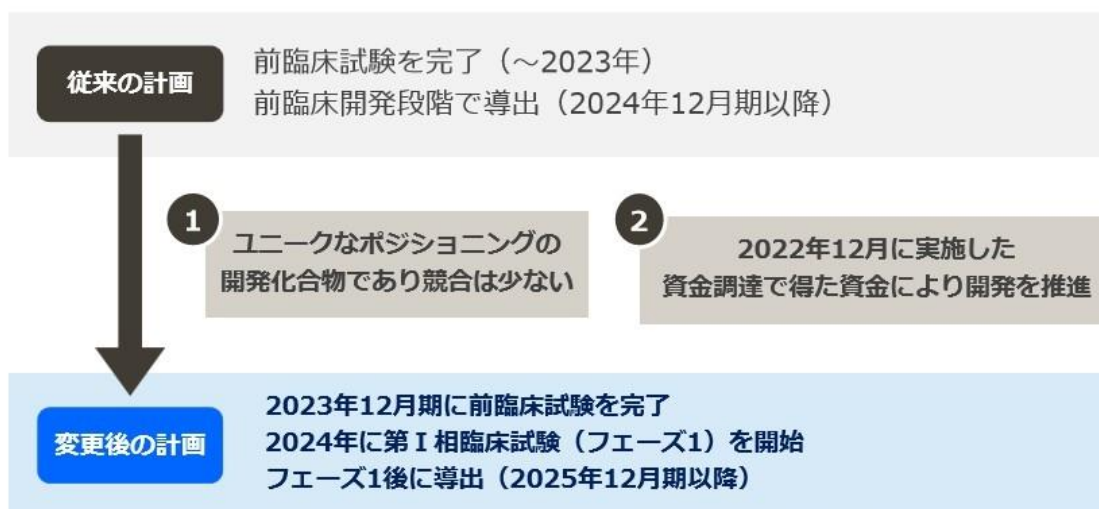 従来の計画
前臨床試験を完了（～2023年）
前臨床開発段階で導出（2024年12月期以降）
1
ユニークなポジショニングの
開発化合物であり競合は少ない
2
2022年12月に実施した
資金調達で得た資金により開発を推進
変更後の計画
2023年12月期に前臨床試験を完了
2024年に第Ⅰ相臨床試験（フェーズ1）を開始
フェーズ1後に導出（2025年12月期以降）